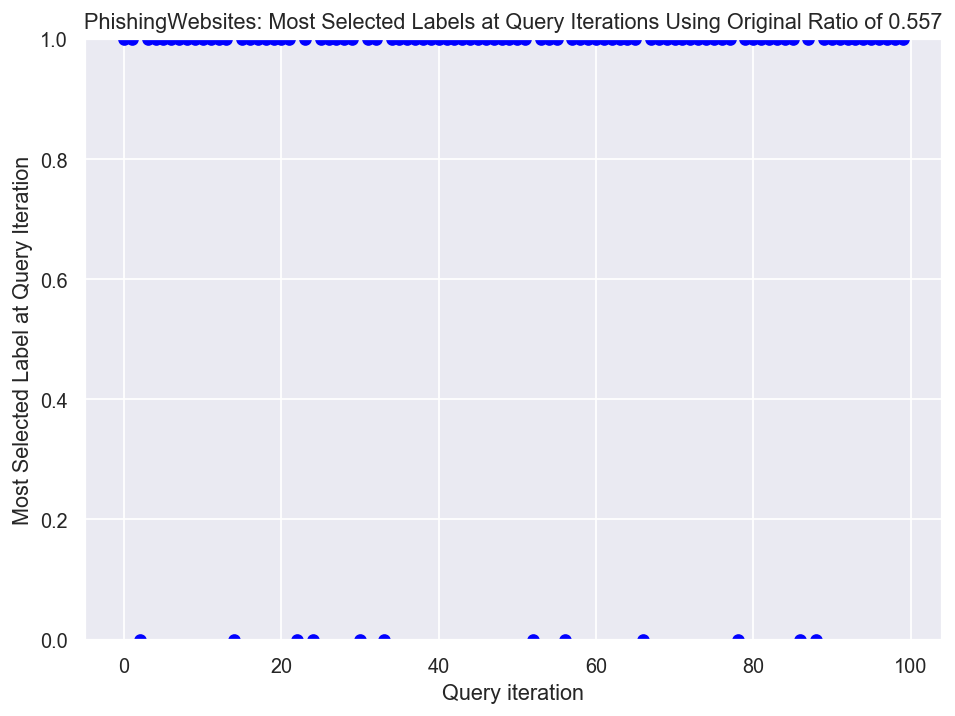 PhishingWebsites: Most Selected Labels at Query Iterations Using Original Ratio of 0.557
Most Selected Label at Query Iteration
1.0
0.8
0.6
0.4
0.2
0.0
0 20 40 60 80 100
Query iteration